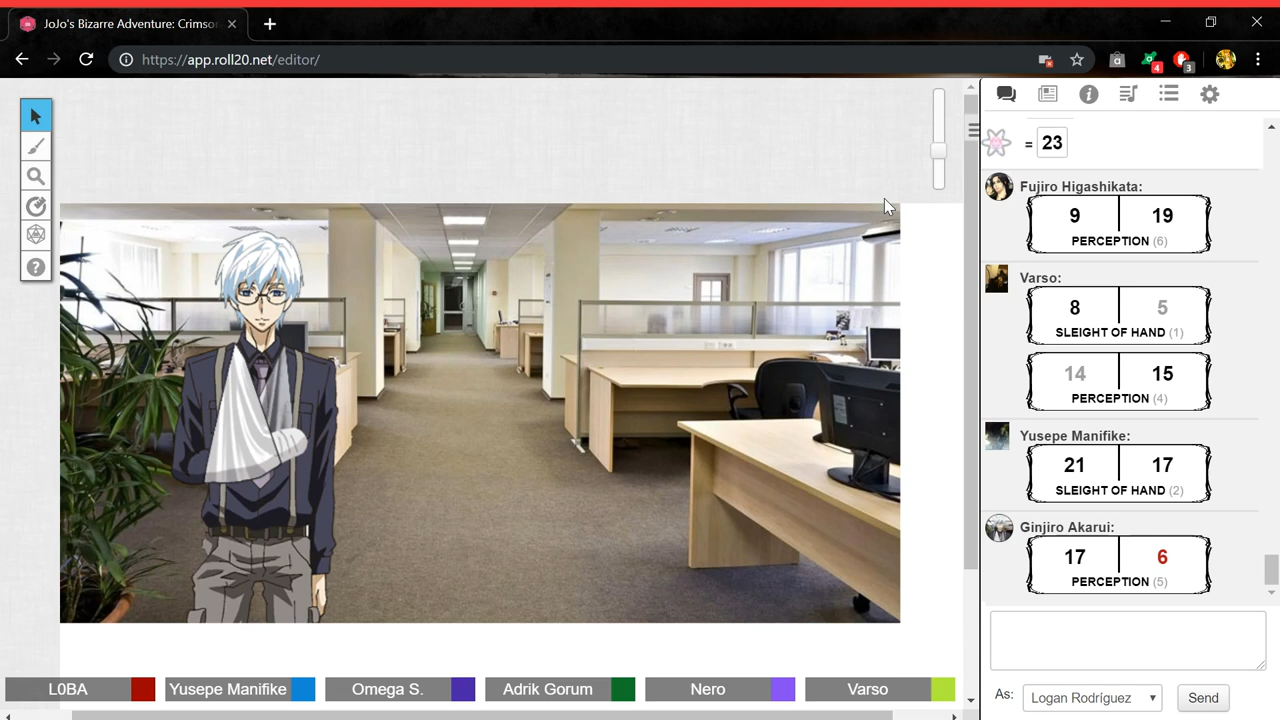 JoJo's Bizarre Adventure: Crimso
https://app.roll20.net/editor/
4
3
= 23
Fujiro Higashikata:
9 19
PERCEPTION (6)
Varso:
8 5
SLEIGHT OF HAND (1)
14 15
PERCEPTION (4)
Yusepe Manifike:
21 17
SLEIGHT OF HAND (2)
Ginjiro Akarui:
17 6
PERCEPTION (5)
As: Logan Rodríguez Send
L0BA Yusepe Manifike Omega S. Adrik Gorum Nero Varso